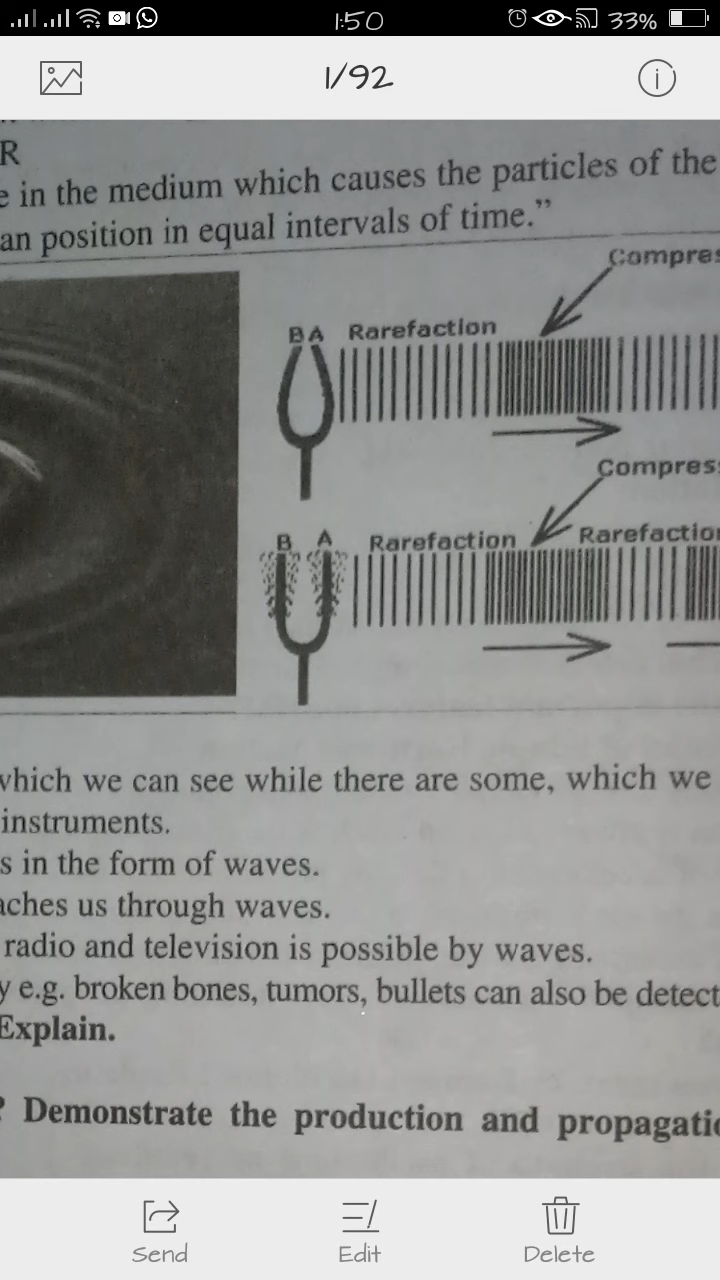 1:50
33%
1/92
R
e in the medium which causes the particles of the
an position in equal intervals of time.”
Compres
B A Rarefaction
Compres
B A Rarefaction Rarefactio
which we can see while there are some, which we
instruments.
s in the form of waves.
aches us through waves.
radio and television is possible by waves.
y e.g. broken bones, tumors, bullets can also be detect
Explain.
? Demonstrate the production and propagatio
Send Edit Delete